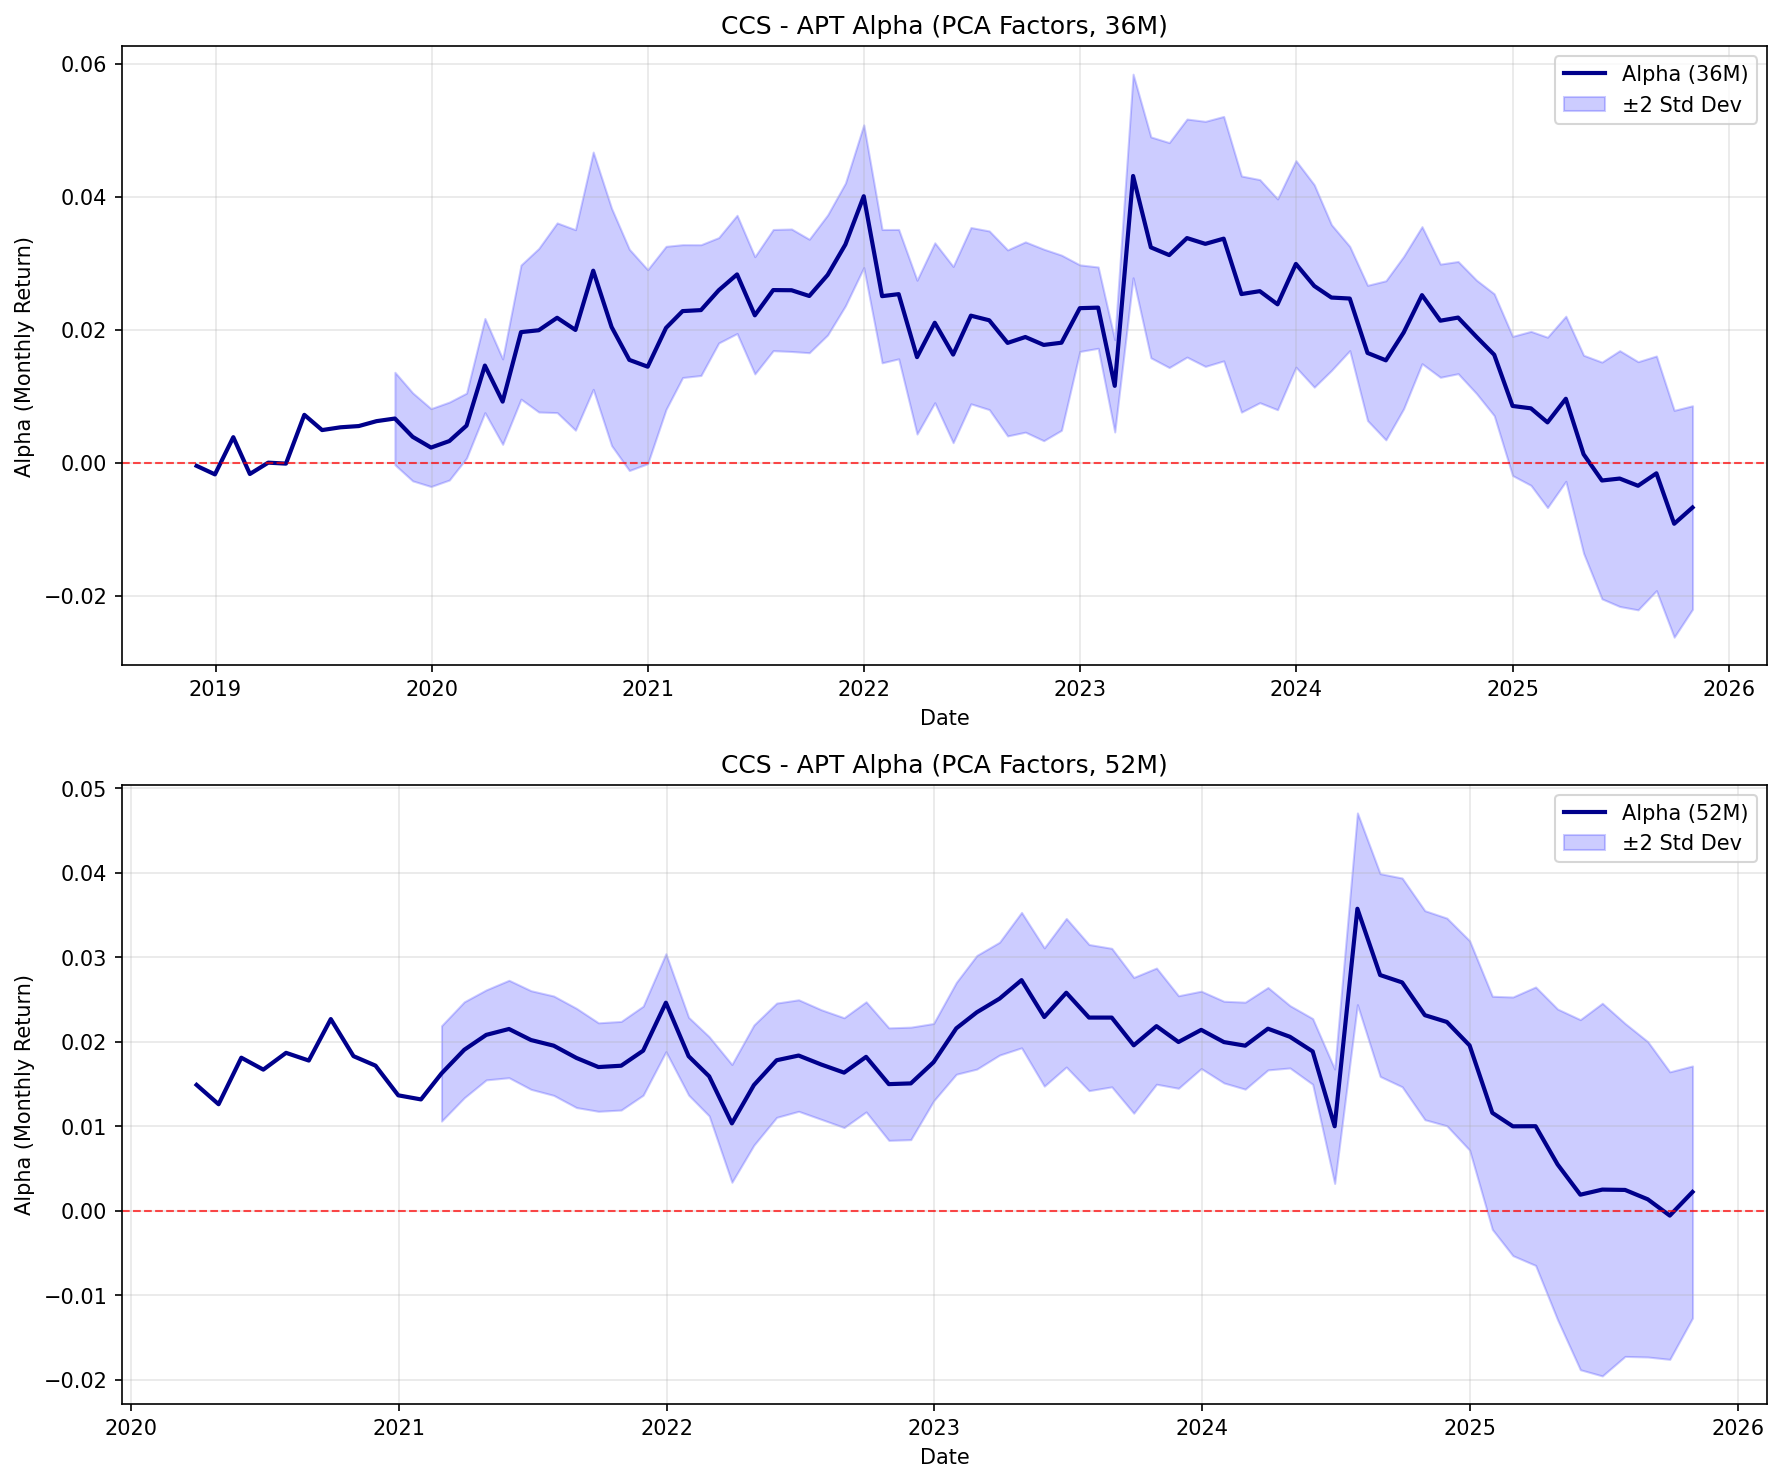 CCS - APT Alpha (PCA Factors, 36M)
Alpha (Monthly Return)
0.06
0.04
0.02
0.00
−0.02
Alpha (36M)
±2 Std Dev
2019 2020 2021 2022 2023 2024 2025 2026
Date
CCS - APT Alpha (PCA Factors, 52M)
Alpha (Monthly Return)
0.05
0.04
0.03
0.02
0.01
0.00
−0.01
−0.02
Alpha (52M)
±2 Std Dev
2020 2021 2022 2023 2024 2025 2026
Date